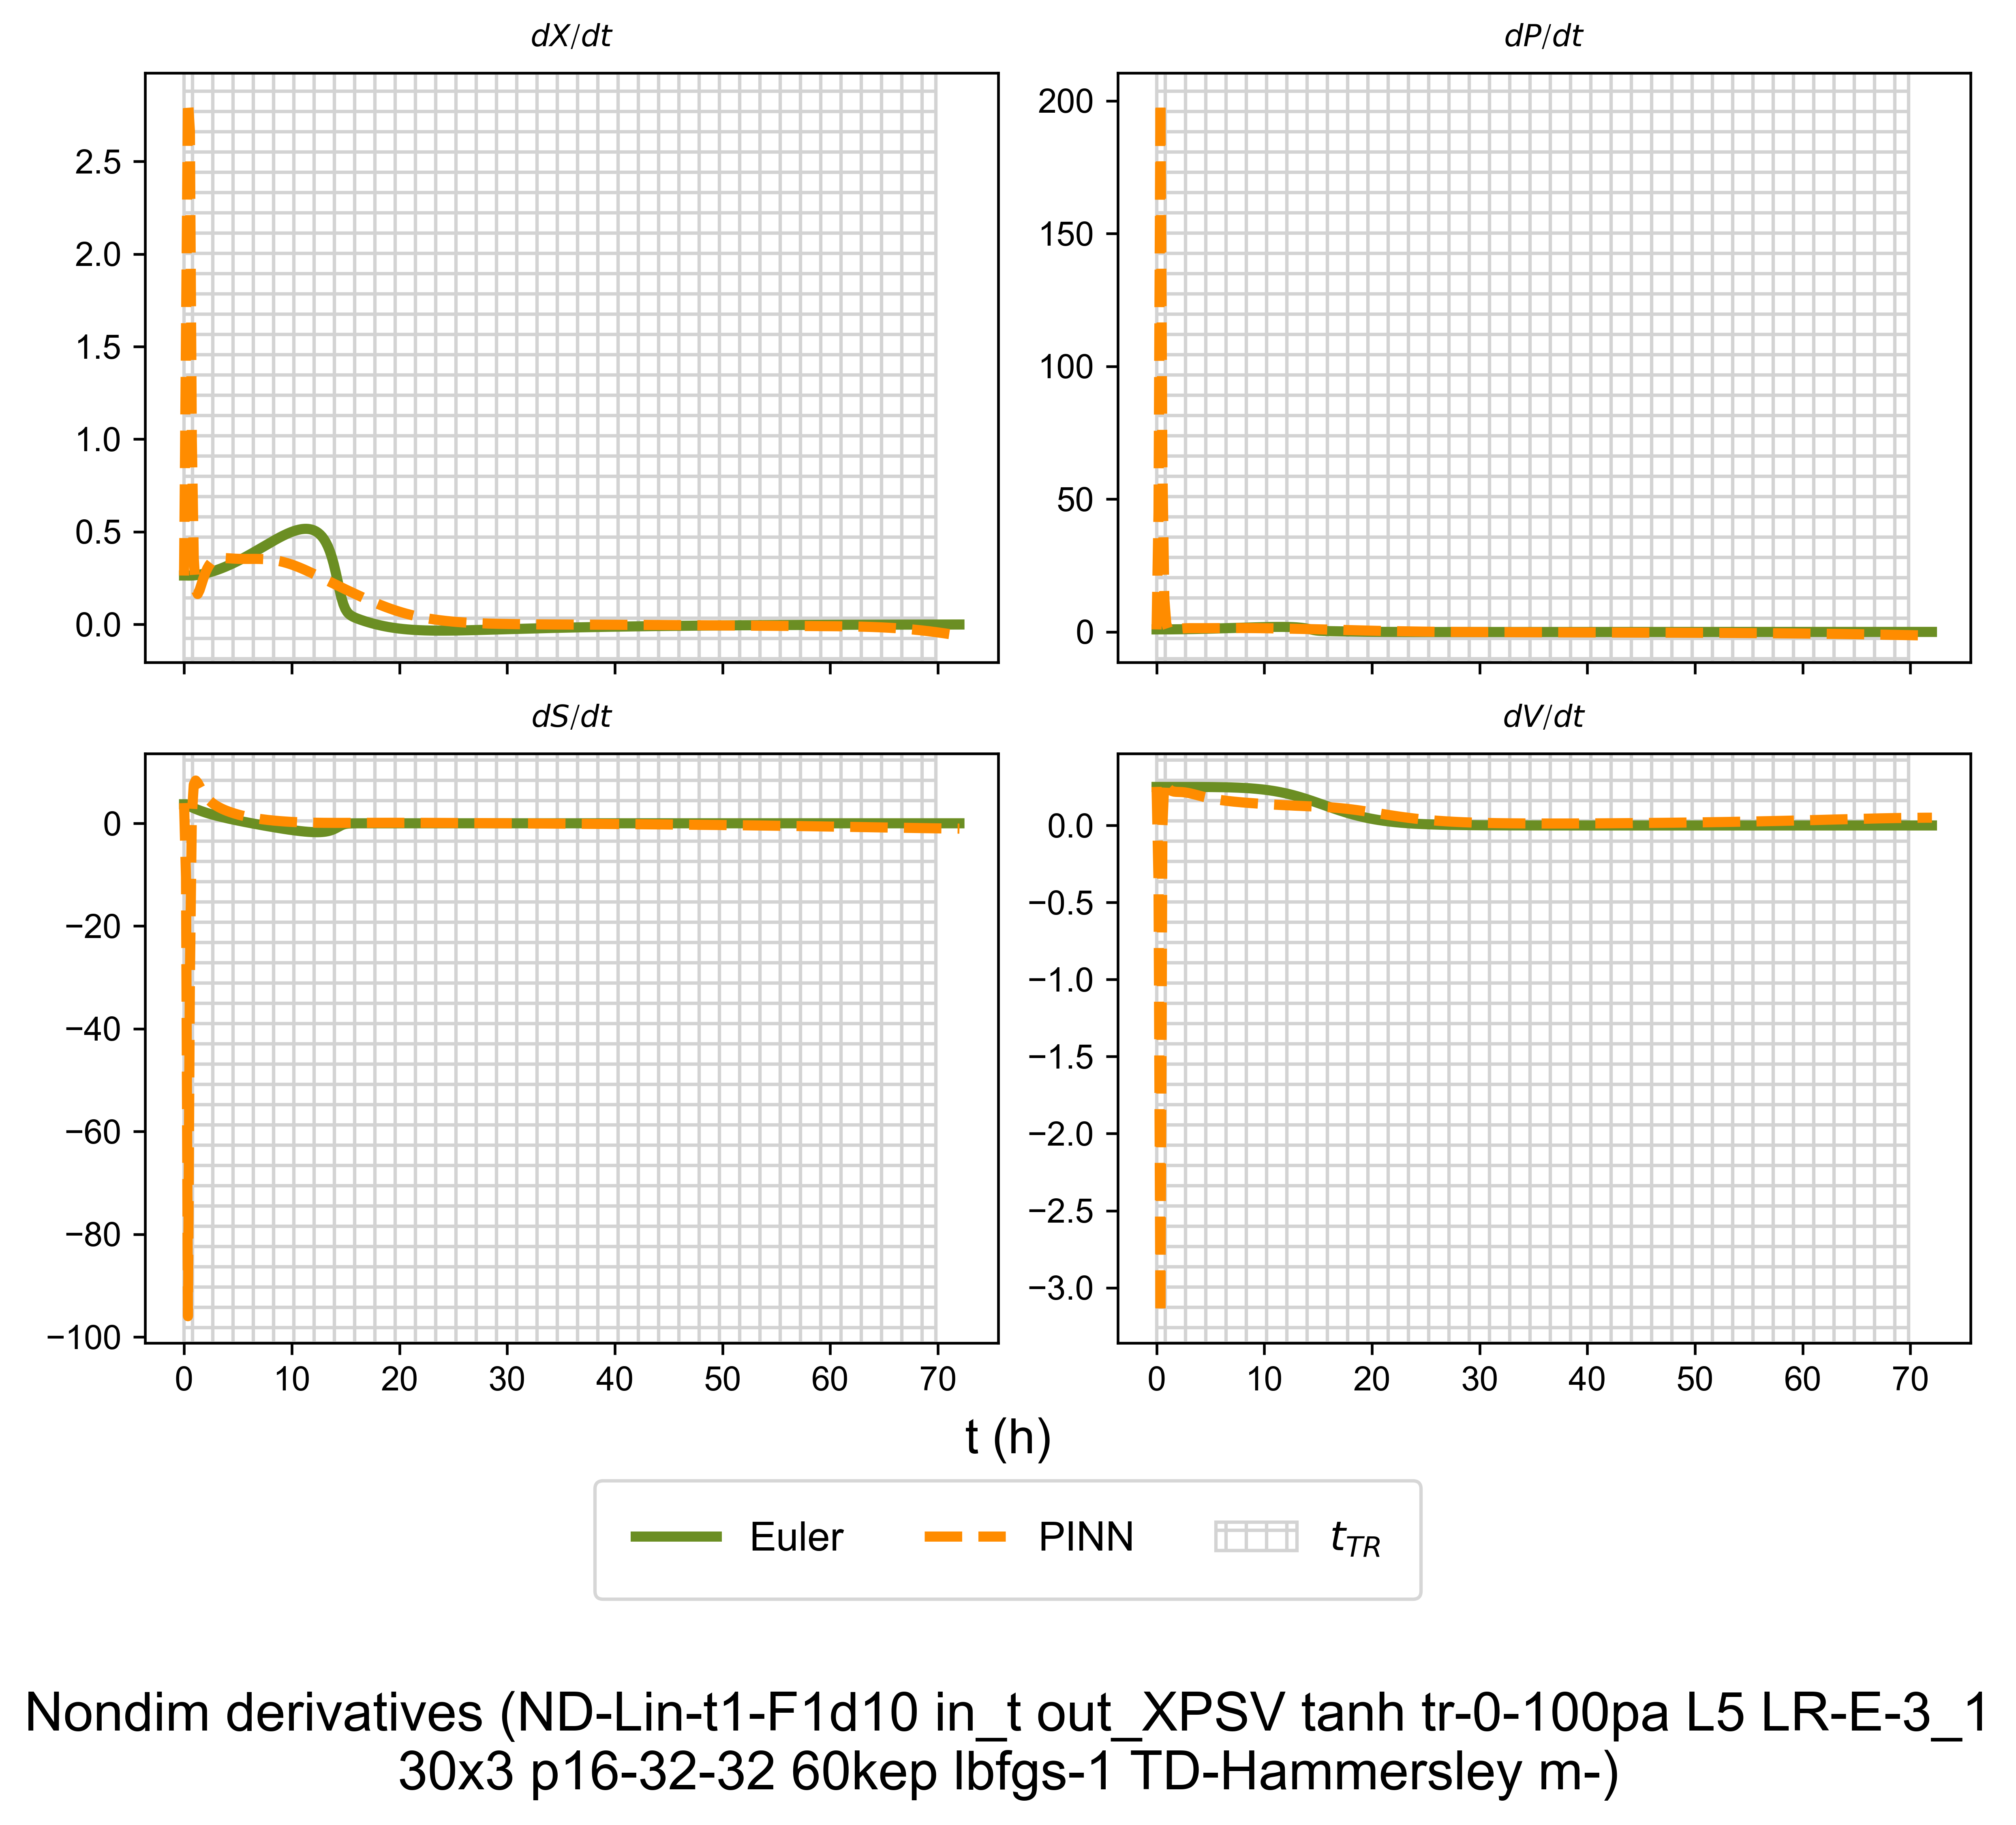 dX/dt
dP/dt
2.5
2.0
1.5
1.0
0.5
0.0
200
150
100
50
0
dS/dt
dV/dt
0
−20
−40
−60
−80
−100
0.0
−0.5
−1.0
−1.5
−2.0
−2.5
−3.0
0 10 20 30 40 50 60 70
0 10 20 30 40 50 60 70
t (h)
Euler PINN t_TR
Nondim derivatives (ND-Lin-t1-F1d10 in_t out_XPSV tanh tr-0-100pa L5 LR-E-3_1
30x3 p16-32-32 60kep lbfgs-1 TD-Hammersley m-)